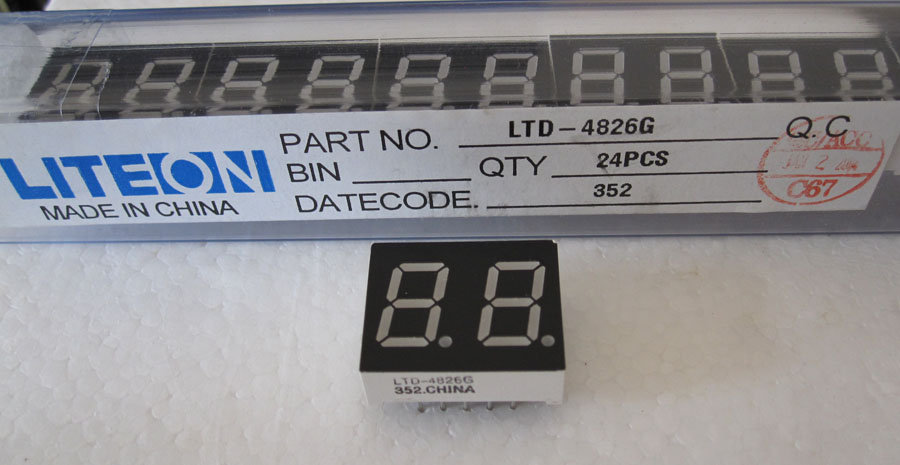 LITEON
MADE IN CHINA
PART NO. LTD-4826G Q.C
BIN QTY 24PCS
DATECODE. 352
C67
LTD-4826G
352.CHINA